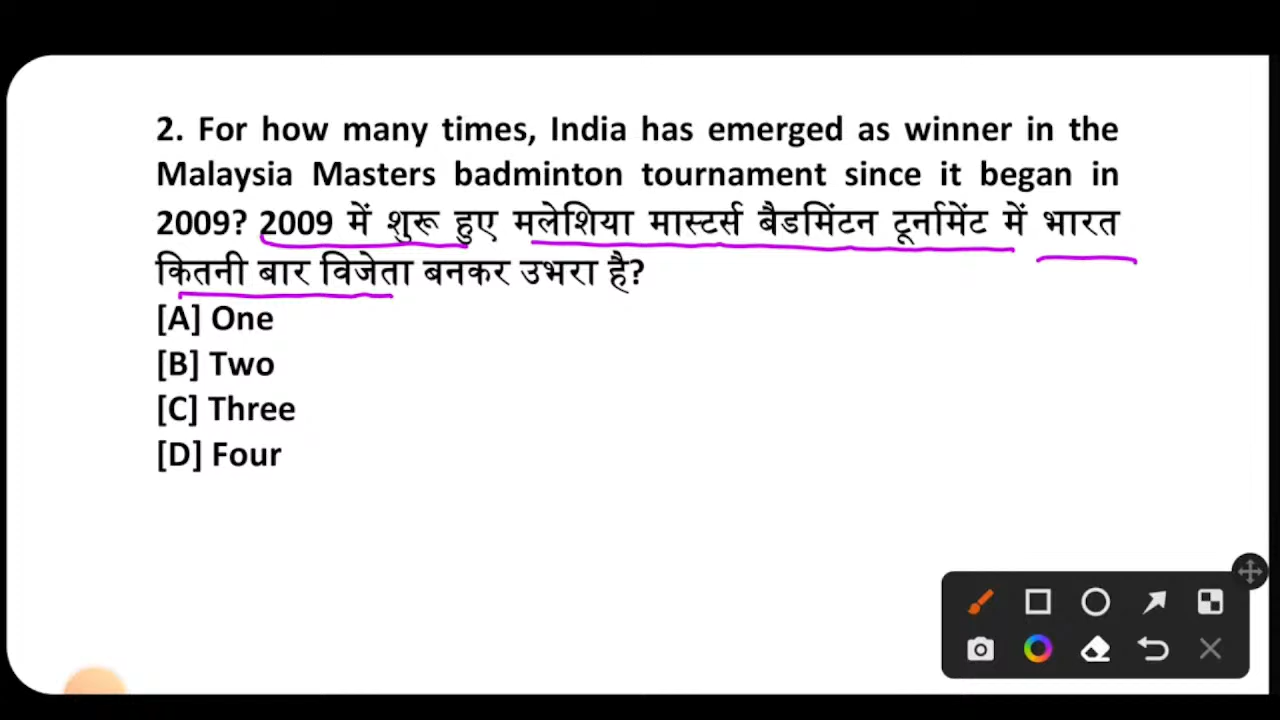 2. For how many times, India has emerged as winner in the
Malaysia Masters badminton tournament since it began in
2009? 2009 में शुरू हुए मलेशिया मास्टर्स बैडमिंटन टूर्नामेंट में भारत
कितनी बार विजेता बनकर उभरा है?
[A] One
[B] Two
[C] Three
[D] Four